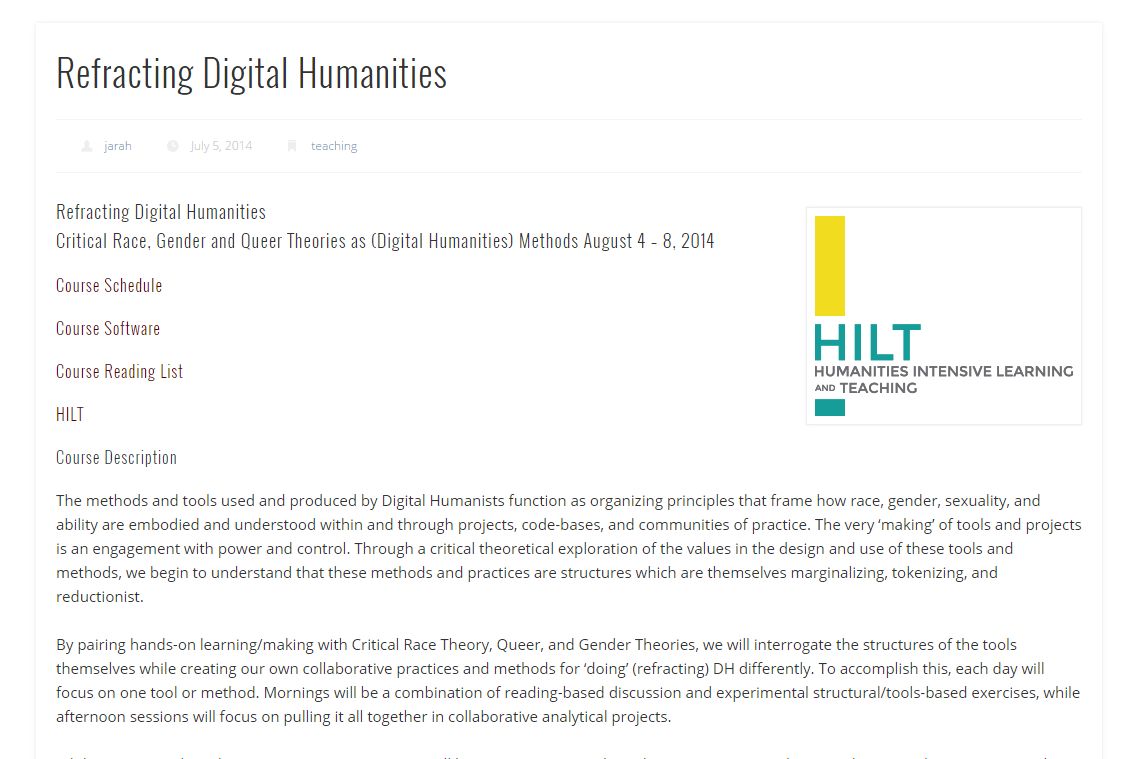 Refracting Digital Humanities
jarah July 5, 2014 teaching
Refracting Digital Humanities
Critical Race, Gender and Queer Theories as (Digital Humanities) Methods August 4 – 8, 2014
Course Schedule
Course Software
Course Reading List
HILT
Course Description
HILT
HUMANITIES INTENSIVE LEARNING
AND TEACHING
The methods and tools used and produced by Digital Humanists function as organizing principles that frame how race, gender, sexuality, and
ability are embodied and understood within and through projects, code-bases, and communities of practice. The very ‘making’ of tools and projects
is an engagement with power and control. Through a critical theoretical exploration of the values in the design and use of these tools and
methods, we begin to understand that these methods and practices are structures which are themselves marginalizing, tokenizing, and
reductionist.
By pairing hands-on learning/making with Critical Race Theory, Queer, and Gender Theories, we will interrogate the structures of the tools
themselves while creating our own collaborative practices and methods for ‘doing’ (refracting) DH differently. To accomplish this, each day will
focus on one tool or method. Mornings will be a combination of reading-based discussion and experimental structural/tools-based exercises, while
afternoon sessions will focus on pulling it all together in collaborative analytical projects.